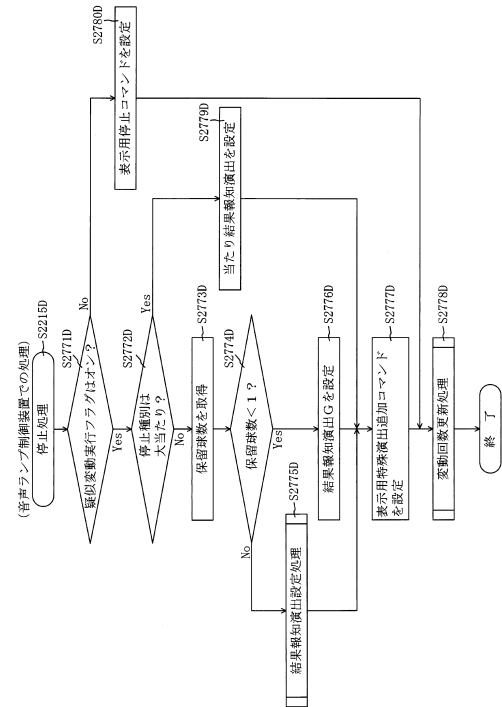 (音声ランプ制御装置での処理)
停止処理
S2215D
疑似変動実行フラグはオン？
S2771D
No
Yes
表示用停止コマンドを設定
S2780D
停止種別は
大当たり？
S2772D
Yes
No
当たり結果報知演出を設定
S2779D
保留球数を取得
S2773D
保留球数＜１？
S2774D
No
Yes
結果報知演出設定処理
S2775D
結果報知演出Ｇを設定
S2776D
表示用特殊演出追加コマンド
を設定
S2777D
変動回数更新処理
S2778D
終了